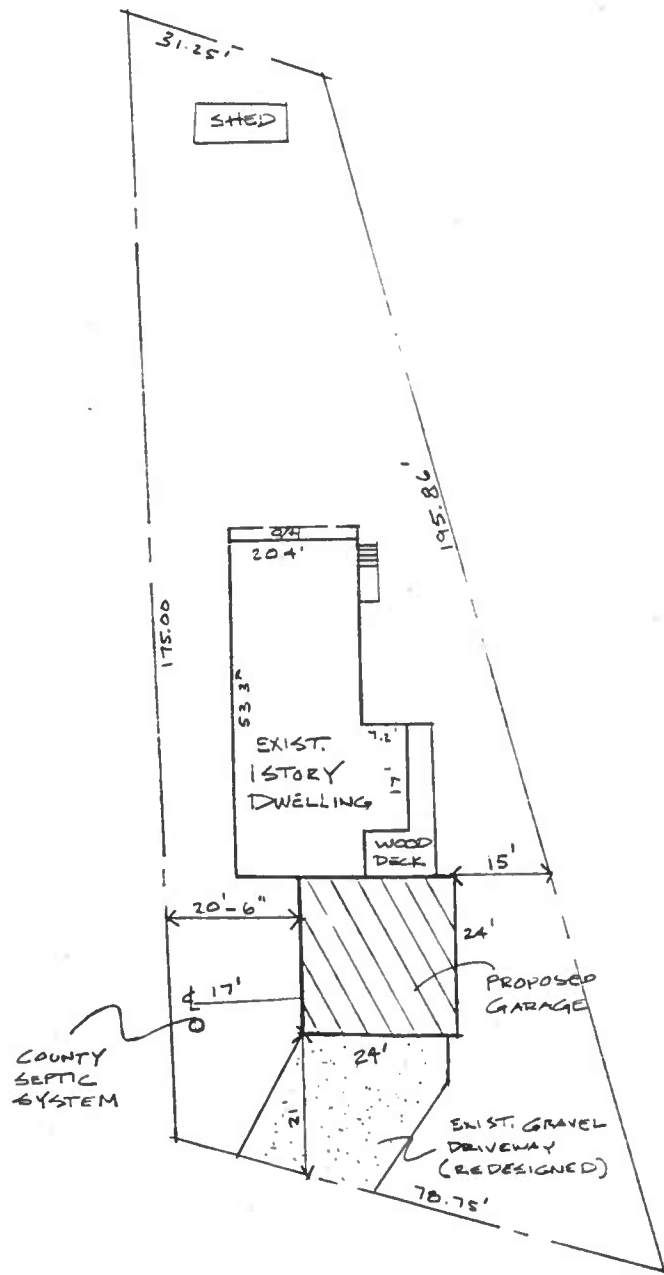 31.25'
SHED
195.86'
O/H
20 4'
175.00
53 3"
EXIST.
1 STORY
DWELLING
7.2'
17'
WOOD
DECK
15'
20'-6"
24'
PROPOSED
GARAGE
℄ 17'
COUNTY
SEPTIC
SYSTEM
24'
21'
EXIST. GRAVEL
DRIVEWAY
(REDESIGNED)
78.75'